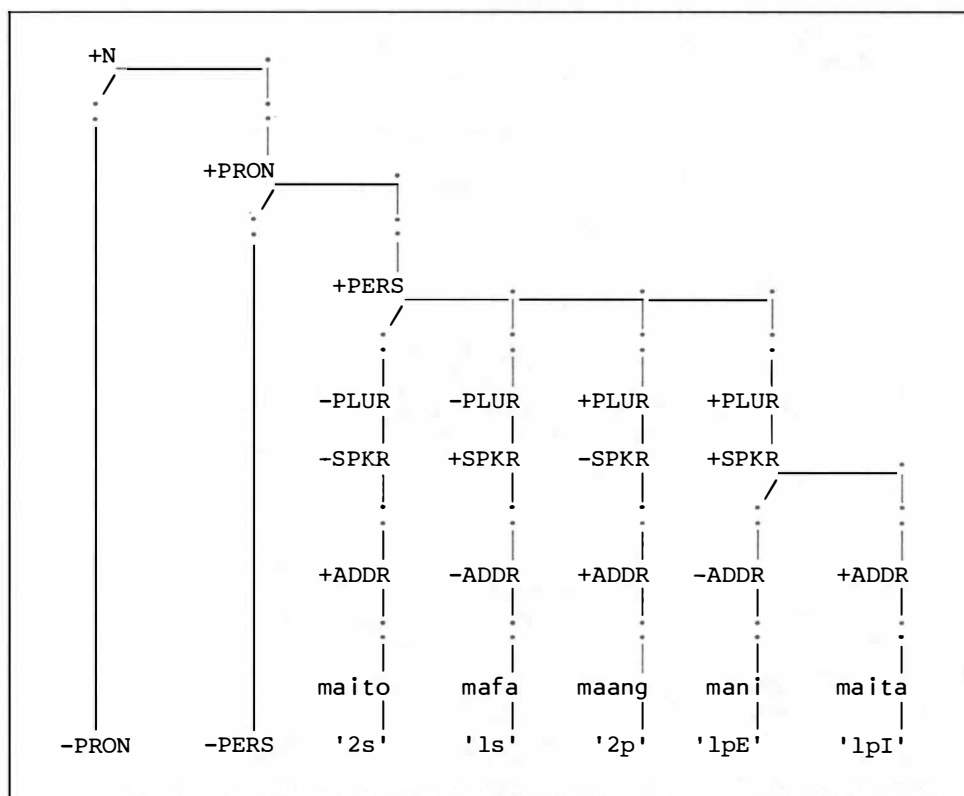 +N
+PRON
+PERS
-PLUR -PLUR +PLUR +PLUR
-SPKR +SPKR -SPKR +SPKR
+ADDR -ADDR +ADDR -ADDR +ADDR
maito mafa maang mani maita
-PRON -PERS '2s' '1s' '2p' '1pE' '1pI'